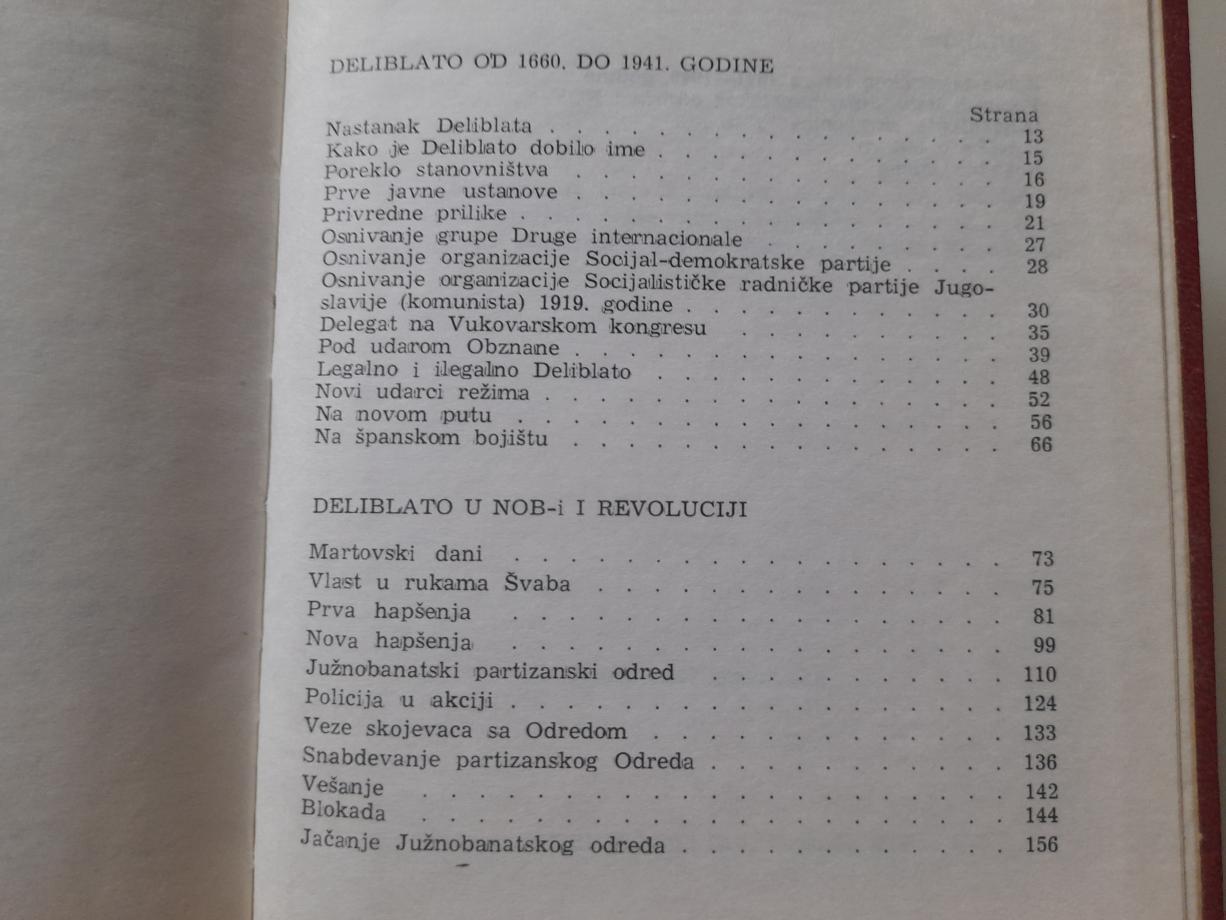 DELIBLATO OD 1660. DO 1941. GODINE
Strana
Nastanak Deliblata . . . . . . . . . . . . . . . . 13
Kako je Deliblato dobilo ime . . . . . . . . . . . . 15
Poreklo stanovništva . . . . . . . . . . . . . . . 16
Prve javne ustanove . . . . . . . . . . . . . . . 19
Privredne prilike . . . . . . . . . . . . . . . . . 21
Osnivanje grupe Druge internacionale . . . . . . . . 27
Osnivanje organizacije Socijal-demokratske partije . . . . 28
Osnivanje organizacije Socijalističke radničke partije Jugo-
slavije (komunista) 1919. godine . . . . . . . . . . . 30
Delegat na Vukovarskom kongresu . . . . . . . . . 35
Pod udarom Obznane . . . . . . . . . . . . . . . 39
Legalno i ilegalno Deliblato . . . . . . . . . . . . 48
Novi udarci režima . . . . . . . . . . . . . . . . 52
Na novom putu . . . . . . . . . . . . . . . . . 56
Na španskom bojištu . . . . . . . . . . . . . . . 66
DELIBLATO U NOB-i I REVOLUCIJI
Martovski dani . . . . . . . . . . . . . . . . . 73
Vlast u rukama Švaba . . . . . . . . . . . . . . 75
Prva hapšenja . . . . . . . . . . . . . . . . . 81
Nova hapšenja . . . . . . . . . . . . . . . . . 99
Južnobanatski partizanski odred . . . . . . . . . . 110
Policija u akciji . . . . . . . . . . . . . . . . . 124
Veze skojevaca sa Odredom . . . . . . . . . . . . 133
Snabdevanje partizanskog Odreda . . . . . . . . . . 136
Vešanje . . . . . . . . . . . . . . . . . . . . 142
Blokada . . . . . . . . . . . . . . . . . . . . 144
Jačanje Južnobanatskog odreda . . . . . . . . . . . 156